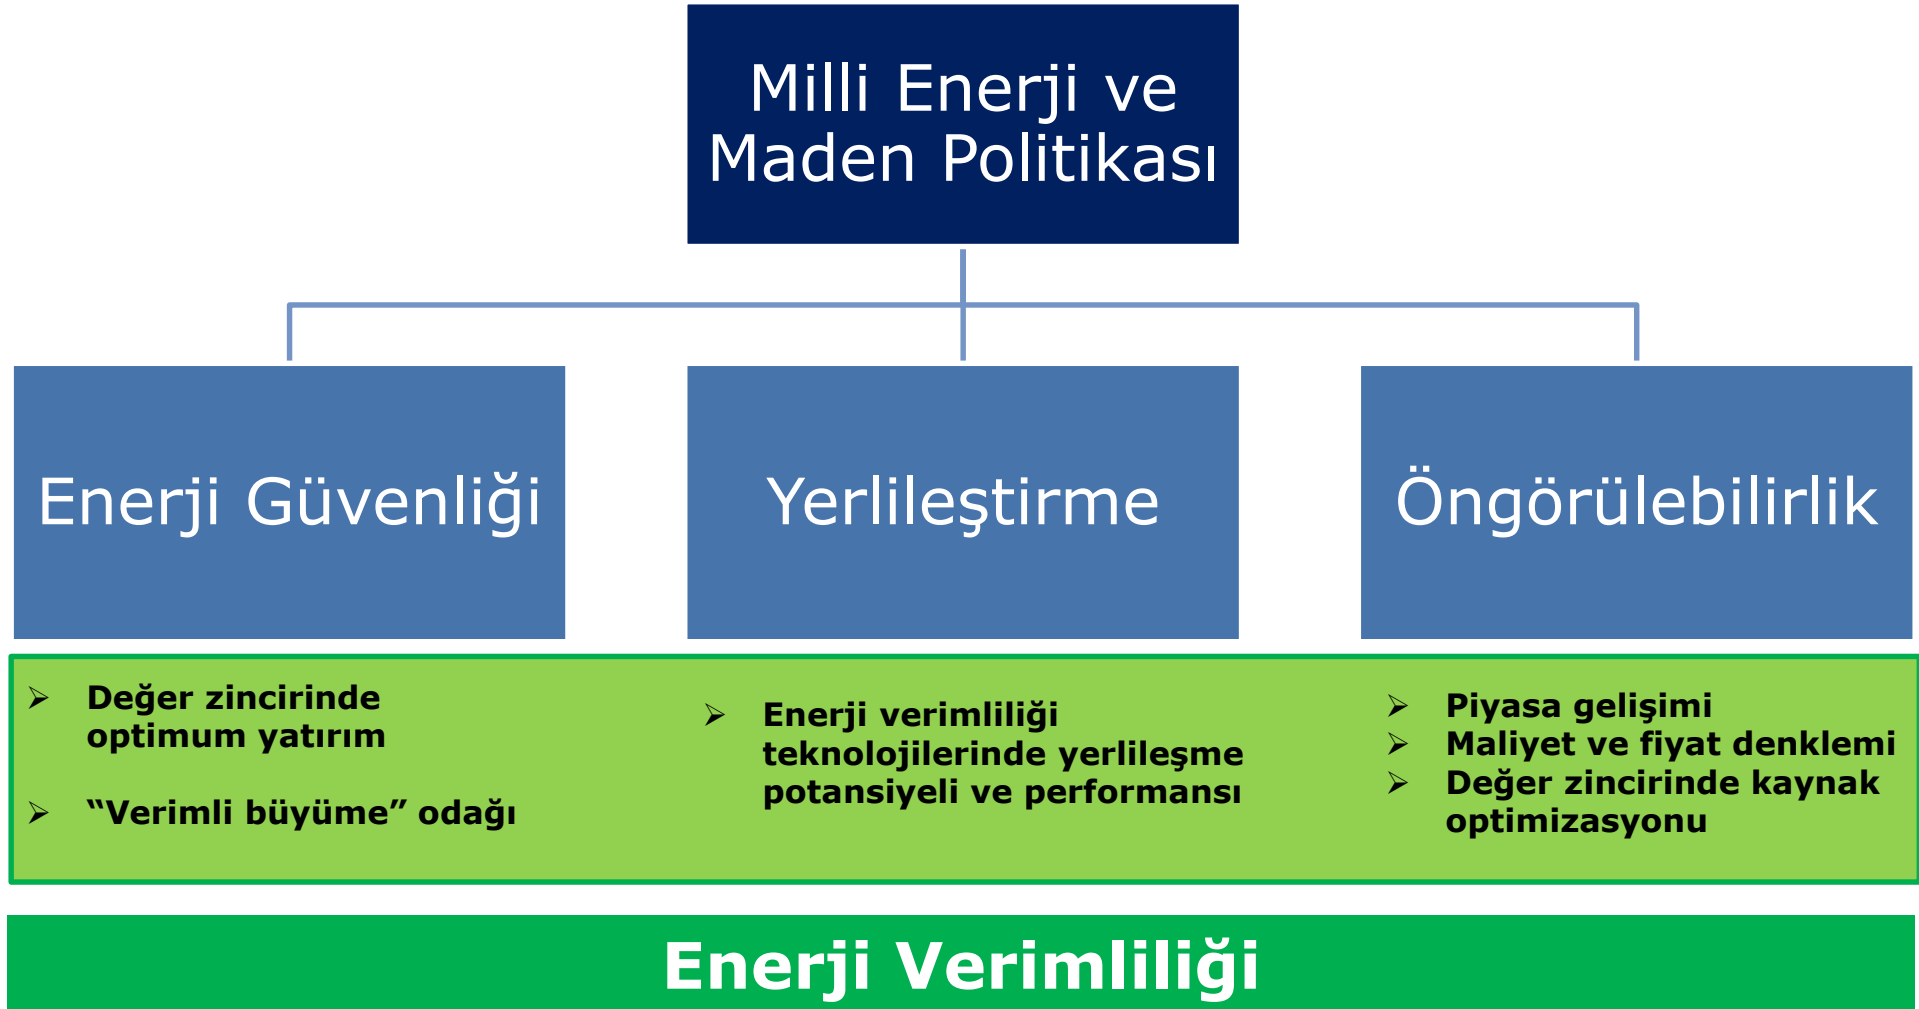 Milli Enerji ve
Maden Politikası
Enerji Güvenliği
Yerlileştirme
Öngörülebilirlik
Değer zincirinde
optimum yatırım
“Verimli büyüme” odağı
Enerji verimliliği
teknolojilerinde yerlileşme
potansiyeli ve performansı
Piyasa gelişimi
Maliyet ve fiyat denklemi
Değer zincirinde kaynak
optimizasyonu
Enerji Verimliliği